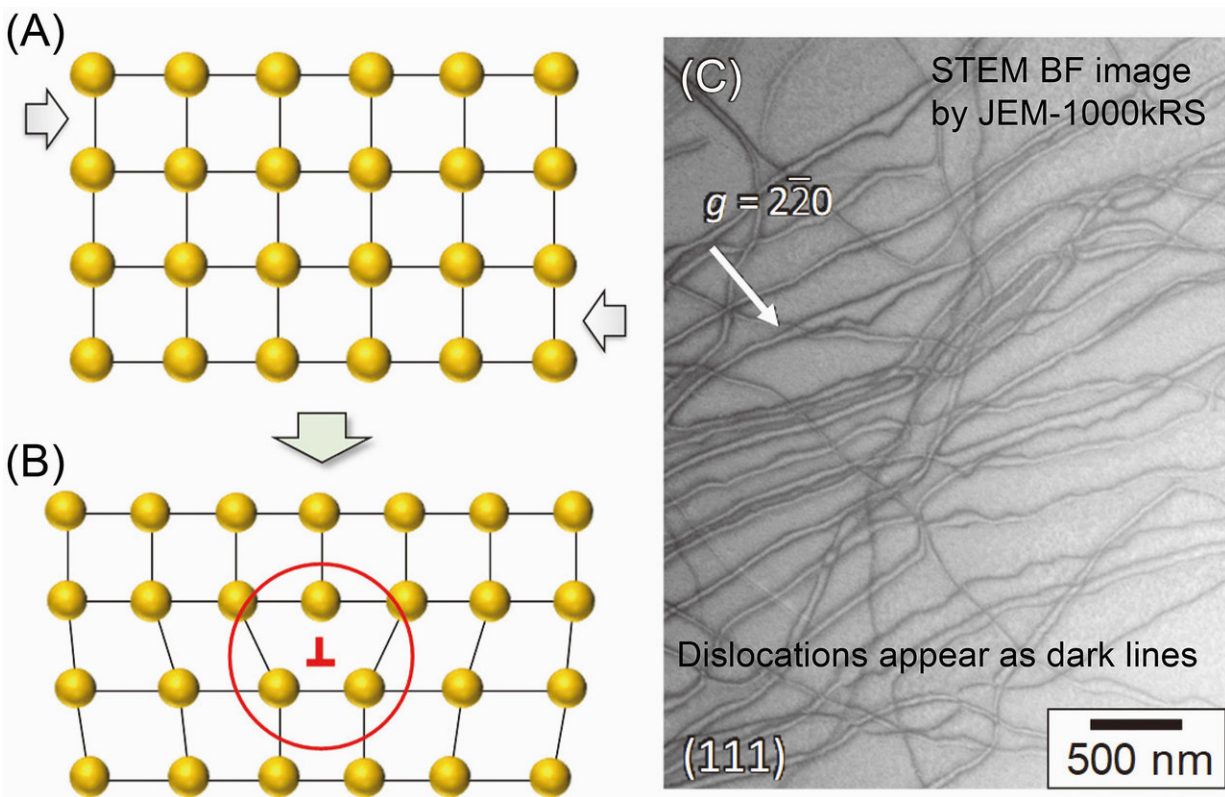 (A)
(B)
(C)
STEM BF image
by JEM-1000kRS
g = 22̅0
Dislocations appear as dark lines
(111)
500 nm
⊥